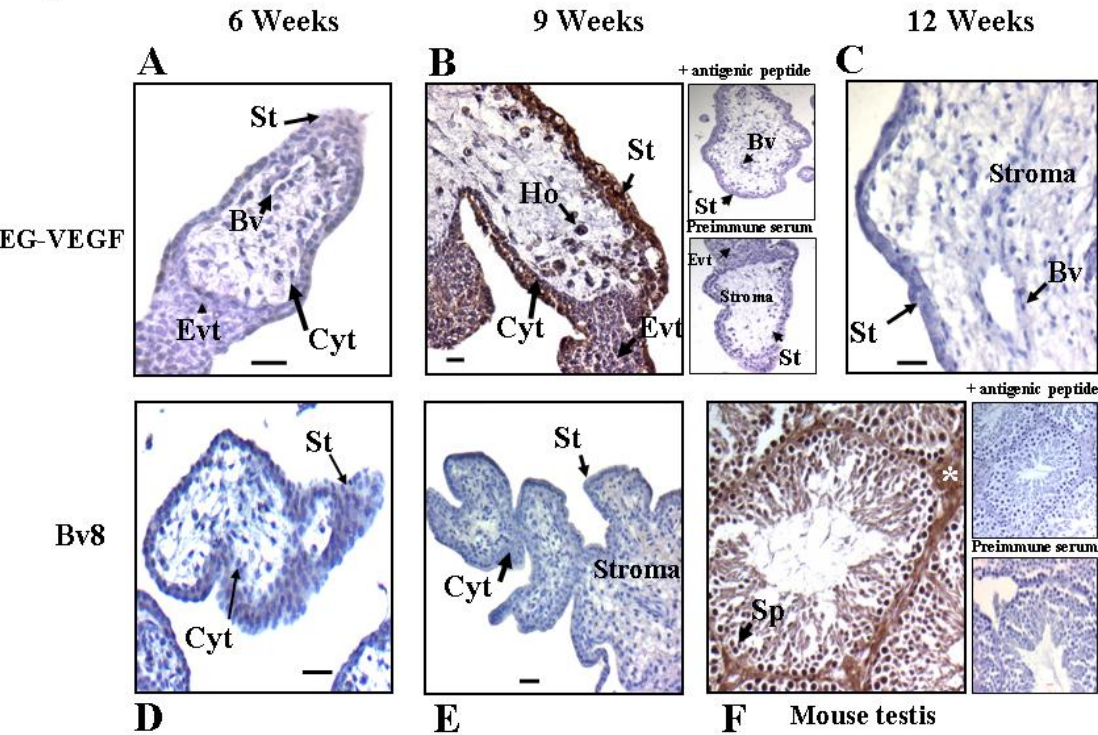 6 Weeks
9 Weeks
12 Weeks
A
B
+ antigenic peptide
C
EG-VEGF
St
Bv
Evt
Cyt
St
Ho
Cyt
Evt
Bv
St
Preimmune serum
Evt
Stroma
St
Stroma
Bv
St
+ antigenic peptide
Bv8
St
Cyt
St
Cyt
Stroma
*
Sp
Preimmune serum
D
E
F
Mouse testis